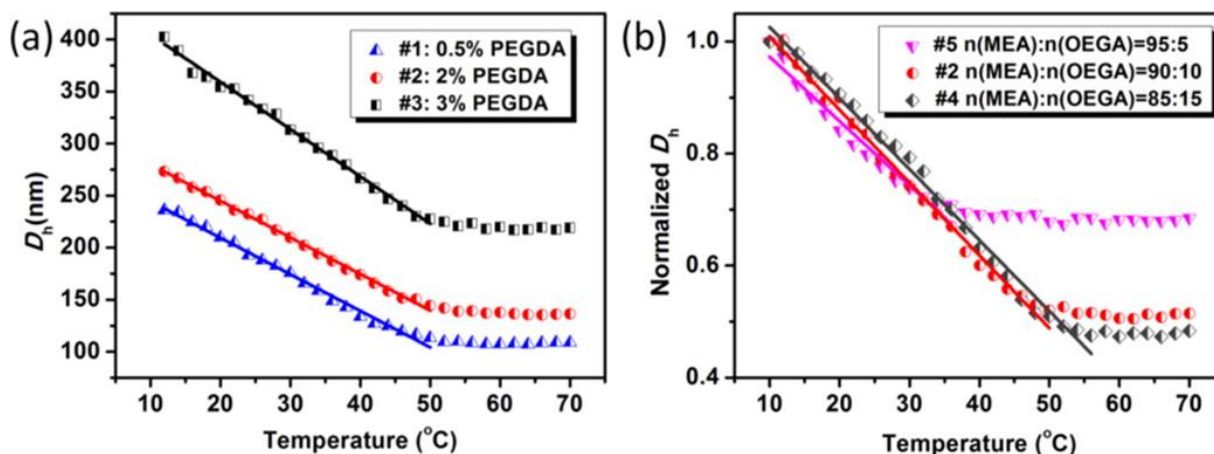 (a)
400
350
300
250
200
150
100
Dh(nm)
#1: 0.5% PEGDA
#2: 2% PEGDA
#3: 3% PEGDA
10 20 30 40 50 60 70
Temperature (°C)
(b)
1.0
0.8
0.6
0.4
Normalized Dh
#5 n(MEA):n(OEGA)=95:5
#2 n(MEA):n(OEGA)=90:10
#4 n(MEA):n(OEGA)=85:15
10 20 30 40 50 60 70
Temperature (°C)